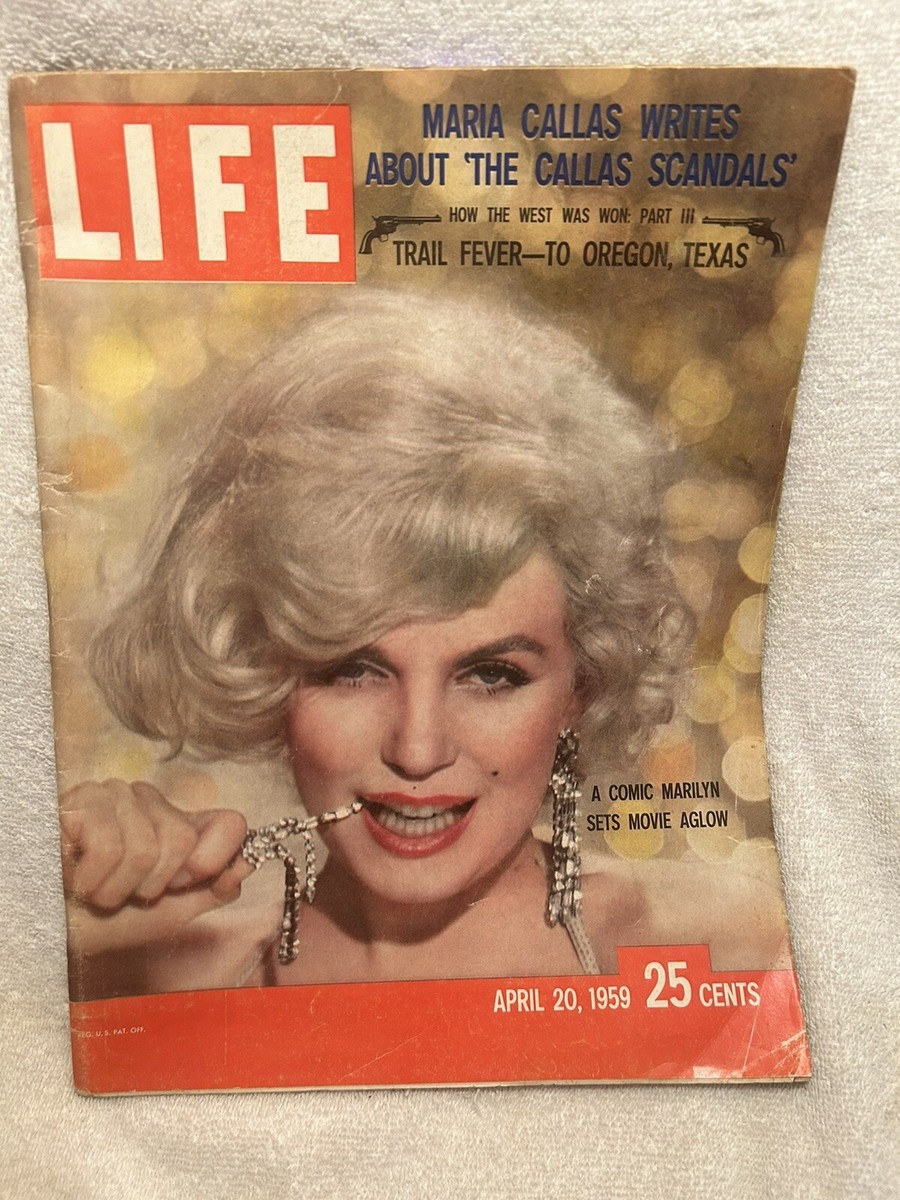 LIFE
MARIA CALLAS WRITES
ABOUT 'THE CALLAS SCANDALS'
HOW THE WEST WAS WON: PART III
TRAIL FEVER—TO OREGON, TEXAS
A COMIC MARILYN
SETS MOVIE AGLOW
APRIL 20, 1959 25 CENTS
REG. U. S. PAT. OFF.